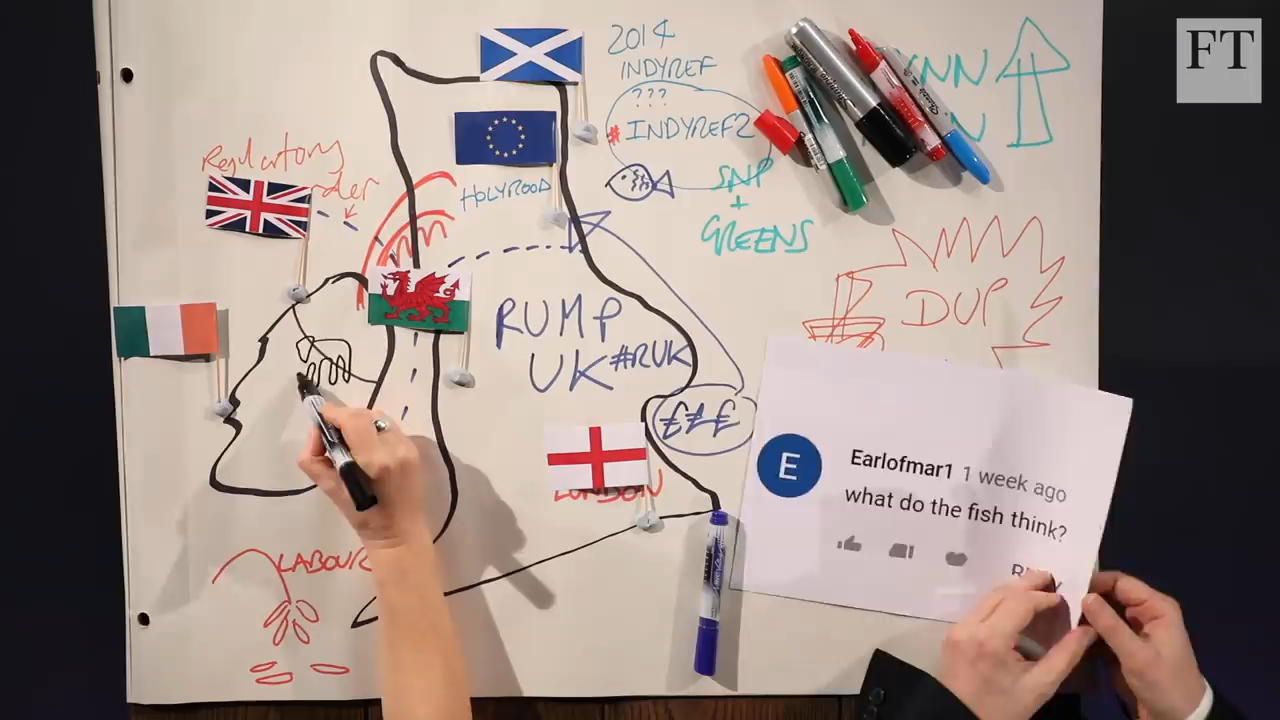 FT
2014
INDYREF
???
# INDYREF2
SNP
+
GREENS
HOLYROOD
Regulatory
DUP
RUMP
UK #RUK
£≠£
LONDON
LABOUR
E
Earlofmar1 1 week ago
what do the fish think?